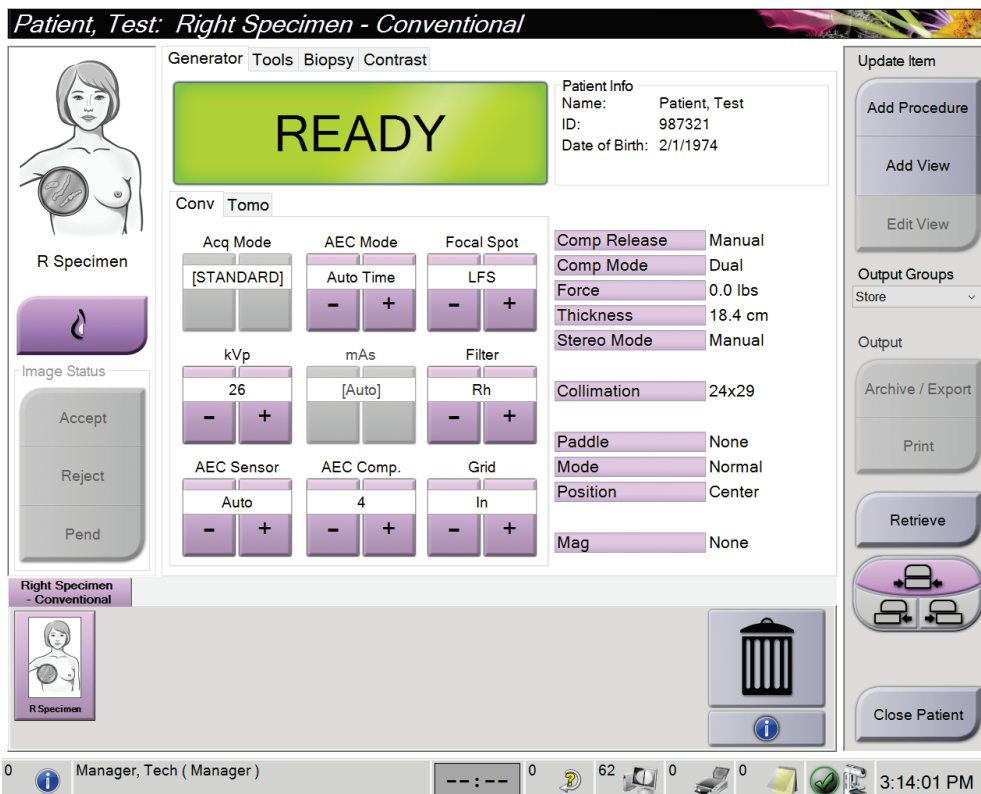 Patient, Test: Right Specimen - Conventional
Generator Tools Biopsy Contrast
READY
Patient Info
Name: Patient, Test
ID: 987321
Date of Birth: 2/1/1974
R Specimen
Image Status
Accept
Reject
Pend
Conv Tomo
Acq Mode AEC Mode Focal Spot
[STANDARD] Auto Time LFS
- + - +
kVp mAs Filter
26 [Auto] Rh
- + - +
AEC Sensor AEC Comp. Grid
Auto 4 In
- + - + - +
Comp Release Manual
Comp Mode Dual
Force 0.0 lbs
Thickness 18.4 cm
Stereo Mode Manual
Collimation 24x29
Paddle None
Mode Normal
Position Center
Mag None
Update Item
Add Procedure
Add View
Edit View
Output Groups
Store
Output
Archive / Export
Print
Retrieve
Close Patient
Right Specimen
- Conventional
R Specimen
0 Manager, Tech ( Manager ) --:-- 0 62 0 0 3:14:01 PM